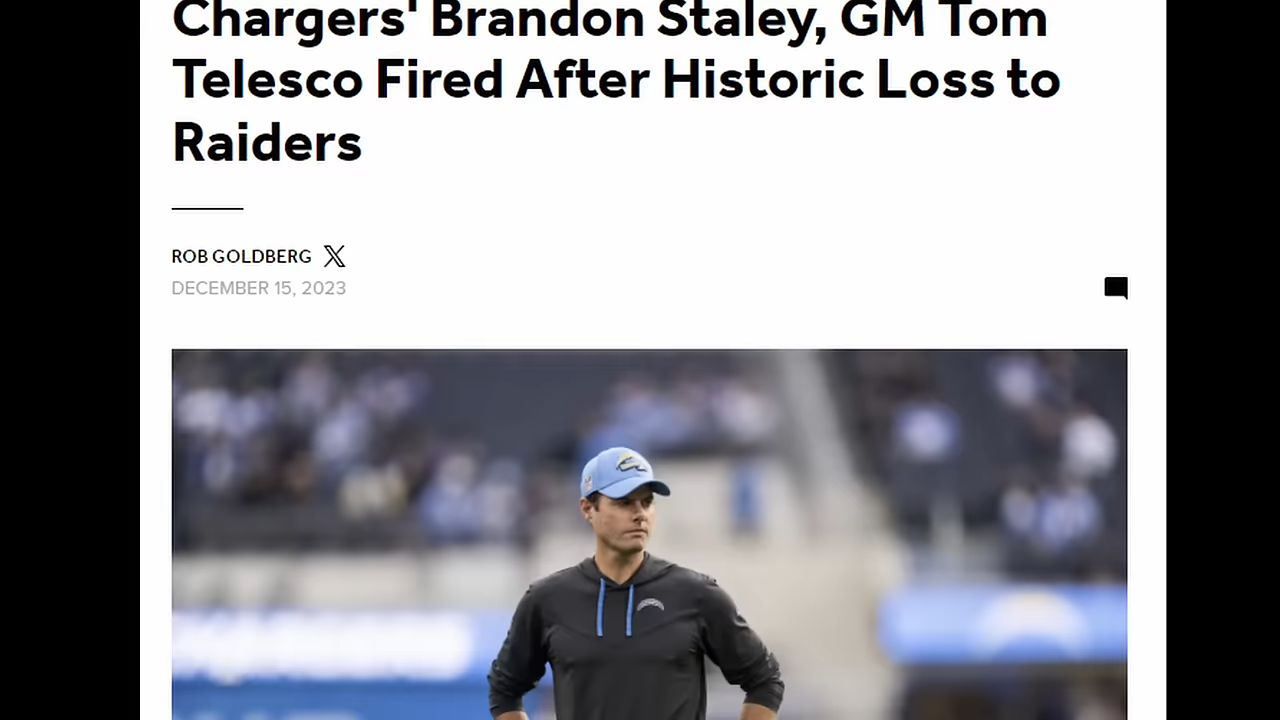 Chargers' Brandon Staley, GM Tom
Telesco Fired After Historic Loss to
Raiders
ROB GOLDBERG
DECEMBER 15, 2023